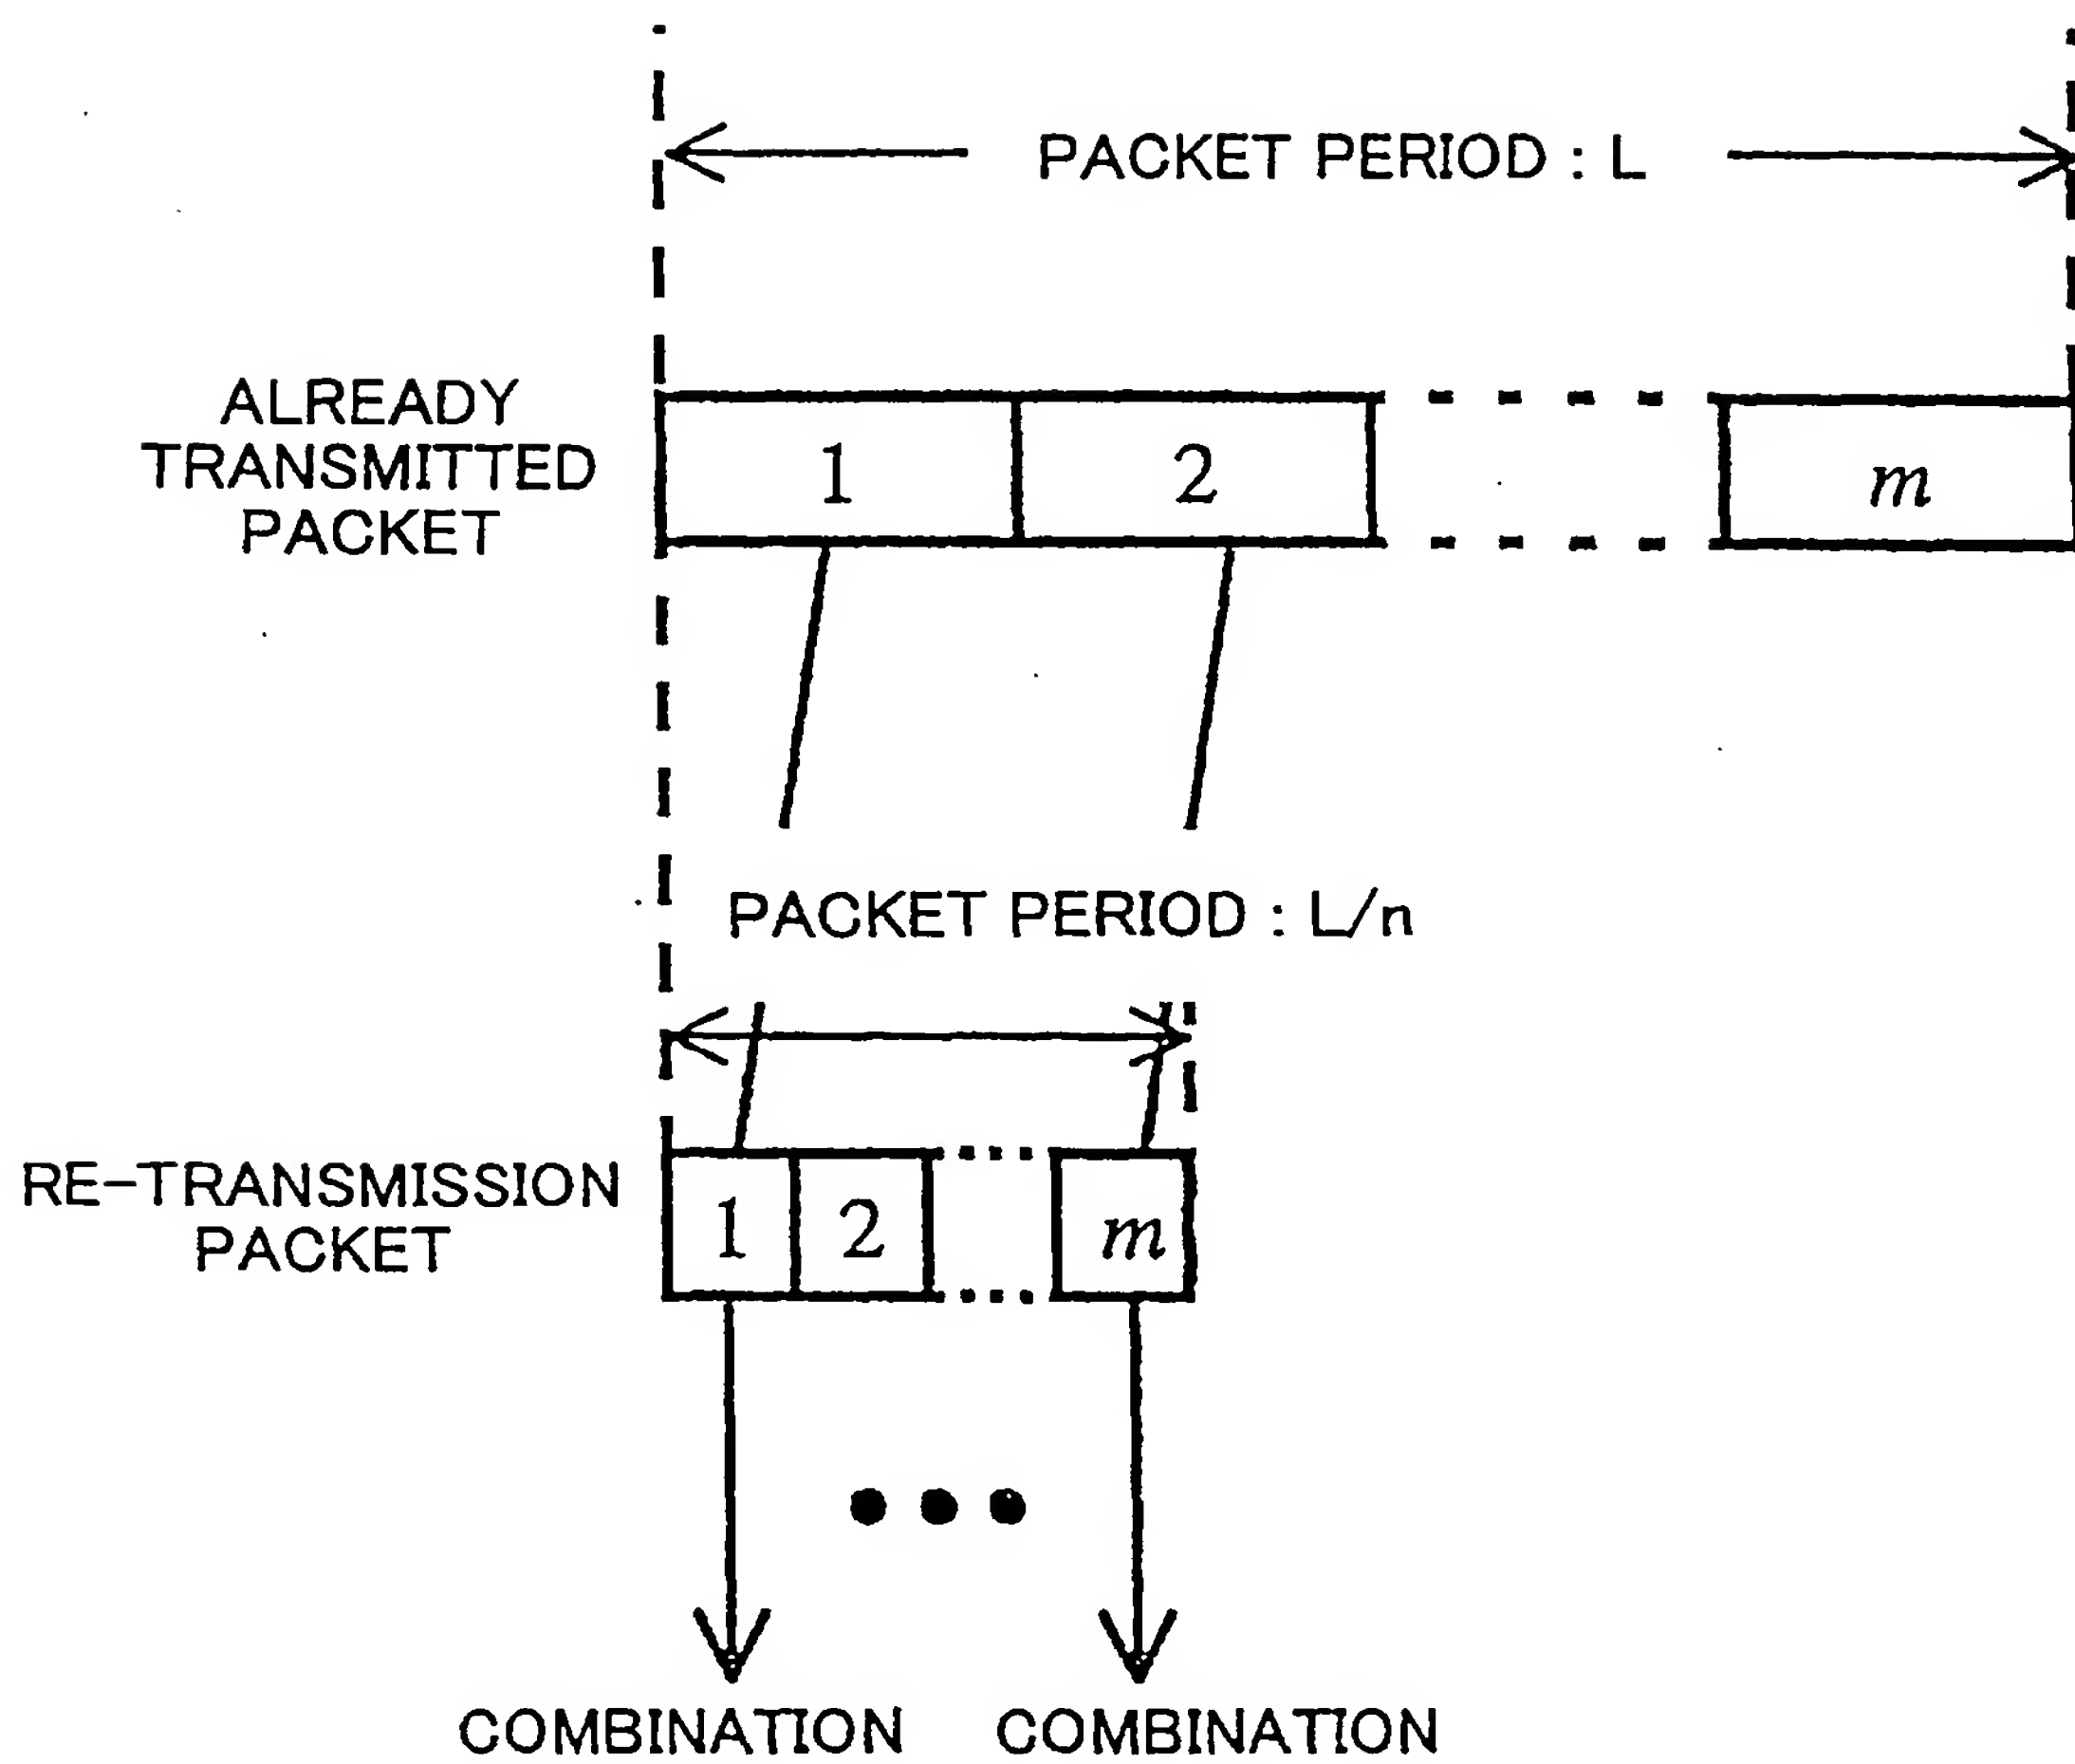 PACKET PERIOD : L
ALREADY
TRANSMITTED
PACKET
1 2 m
PACKET PERIOD : L/n
RE-TRANSMISSION
PACKET
1 2 m
COMBINATION COMBINATION